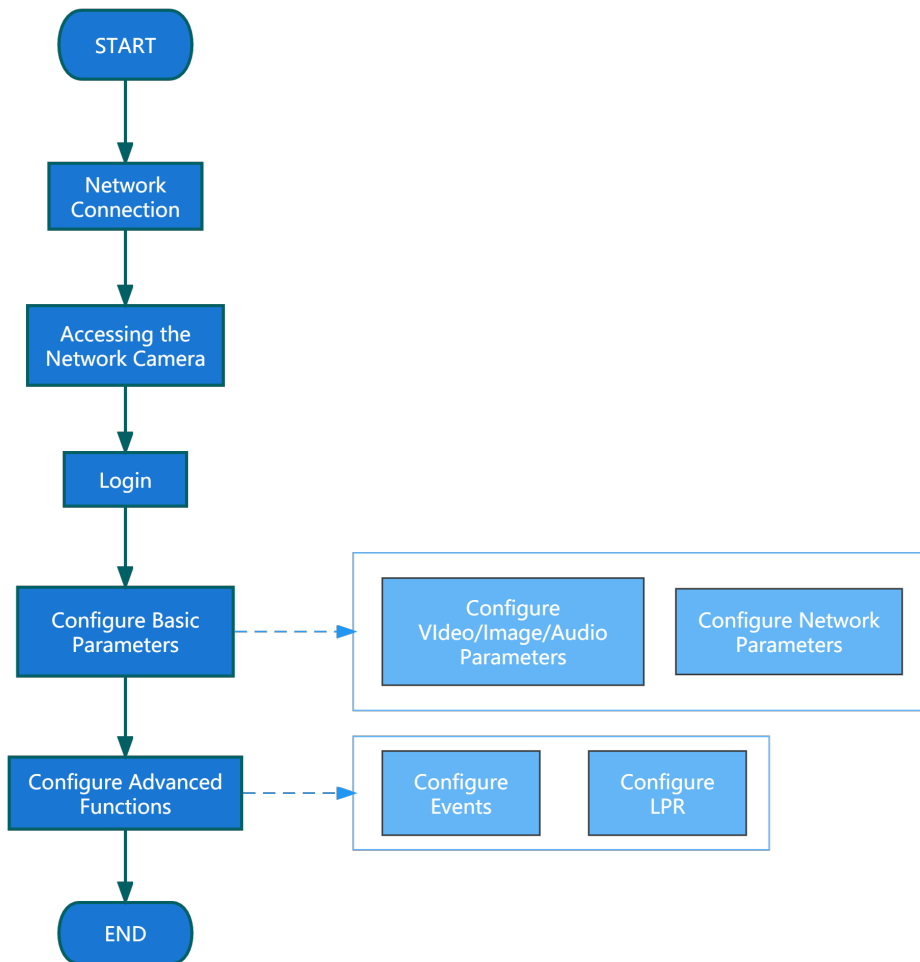 START
Network
Connection
Accessing the
Network Camera
Login
Configure Basic
Parameters
Configure
VIdeo/Image/Audio
Parameters
Configure Network
Parameters
Configure Advanced
Functions
Configure
Events
Configure
LPR
END